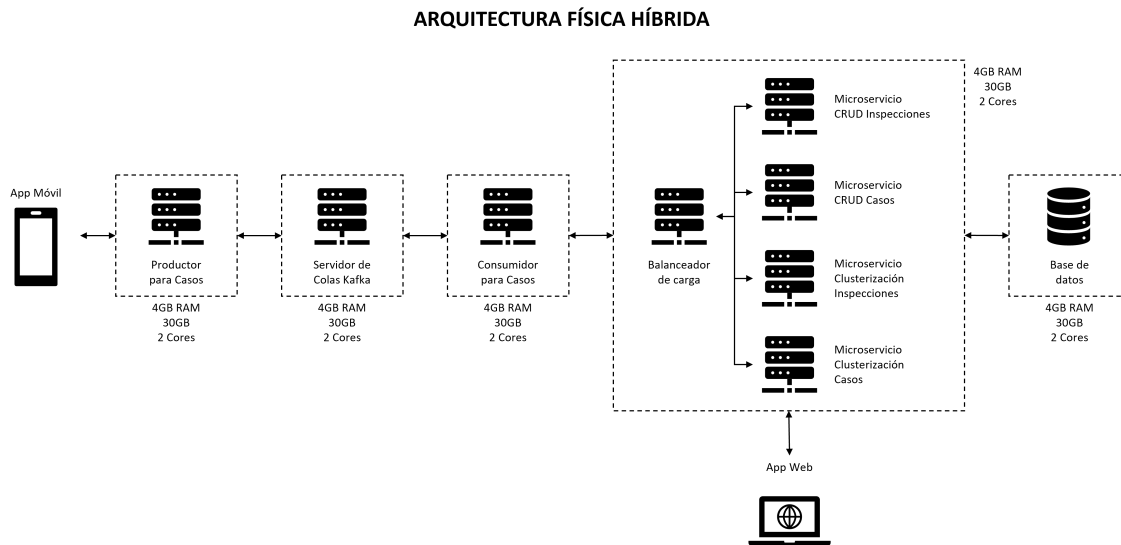 ARQUITECTURA FÍSICA HÍBRIDA
App Móvil
Productor
para Casos
4GB RAM
30GB
2 Cores
Servidor de
Colas Kafka
4GB RAM
30GB
2 Cores
Consumidor
para Casos
4GB RAM
30GB
2 Cores
Balanceador
de carga
Microservicio
CRUD Inspecciones
Microservicio
CRUD Casos
Microservicio
Clusterización
Inspecciones
Microservicio
Clusterización
Casos
4GB RAM
30GB
2 Cores
Base de
datos
4GB RAM
30GB
2 Cores
App Web